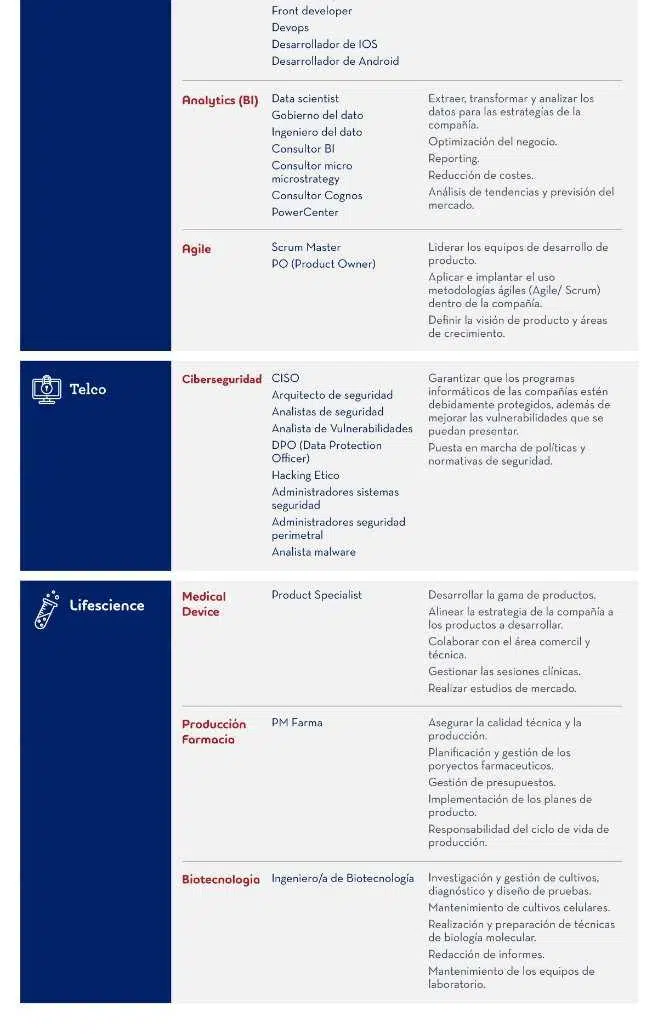 Front developer
Devops
Desarrollador de IOS
Desarrollador de Android
Analytics (BI)
Data scientist
Gobierno del dato
Ingeniero del dato
Consultor BI
Consultor micro
microstrategy
Consultor Cognos
PowerCenter
Extraer, transformar y analizar los
datos para las estrategias de la
compañía.
Optimización del negocio.
Reporting.
Reducción de costes.
Análisis de tendencias y previsión del
mercado.
Agile
Scrum Master
PO (Product Owner)
Liderar los equipos de desarrollo de
producto.
Aplicar e implantar el uso
metodologías ágiles (Agile/ Scrum)
dentro de la compañía.
Definir la visión de producto y áreas
de crecimiento.
Telco
Ciberseguridad
CISO
Arquitecto de seguridad
Analistas de seguridad
Analista de Vulnerabilidades
DPO (Data Protection
Officer)
Hacking Etico
Administradores sistemas
seguridad
Administradores seguridad
perimetral
Analista malware
Garantizar que los programas
informáticos de las compañías estén
debidamente protegidos, además de
mejorar las vulnerabilidades que se
puedan presentar.
Puesta en marcha de políticas y
normativas de seguridad.
Lifescience
Medical
Device
Product Specialist
Desarrollar la gama de productos.
Alinear la estrategia de la compañía a
los productos a desarrollar.
Colaborar con el área comercil y
técnica.
Gestionar las sesiones clínicas.
Realizar estudios de mercado.
Producción
Farmacia
PM Farma
Asegurar la calidad técnica y la
producción.
Planificación y gestión de los
poryectos farmaceuticos.
Gestión de presupuestos.
Implementación de los planes de
producto.
Responsabilidad del ciclo de vida de
producción.
Biotecnologia
Ingeniero/a de Biotecnología
Investigación y gestión de cultivos,
diagnóstico y diseño de pruebas.
Mantenimiento de cultivos celulares.
Realización y preparación de técnicas
de biología molecular.
Redacción de informes.
Mantenimiento de los equipos de
laboratorio.